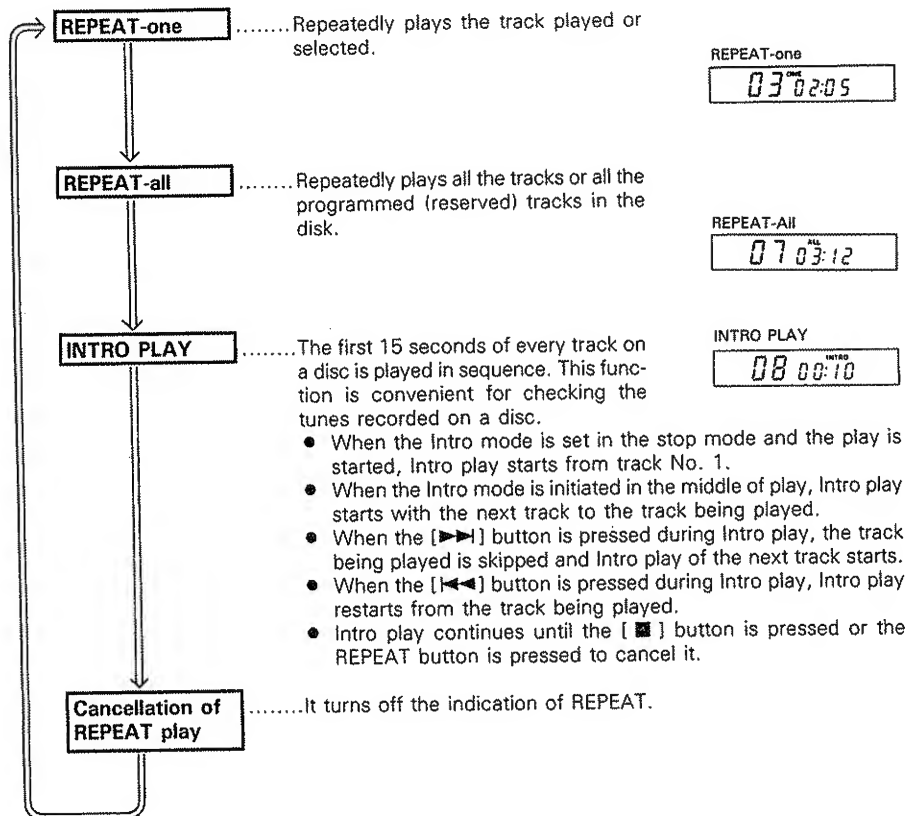 REPEAT-one ........Repeatedly plays the track played or
selected.
REPEAT-one
03 ONE 02:05
REPEAT-all ........Repeatedly plays all the tracks or all the
programmed (reserved) tracks in the
disk.
REPEAT-All
07 ALL 03:12
INTRO PLAY ........The first 15 seconds of every track on
a disc is played in sequence. This func-
tion is convenient for checking the
tunes recorded on a disc.
INTRO PLAY
08 00:10 INTRO
● When the Intro mode is set in the stop mode and the play is
started, Intro play starts from track No. 1.
● When the Intro mode is initiated in the middle of play, Intro play
starts with the next track to the track being played.
● When the [▶▶|] button is pressed during Intro play, the track
being played is skipped and Intro play of the next track starts.
● When the [|◀◀] button is pressed during Intro play, Intro play
restarts from the track being played.
● Intro play continues until the [ ■ ] button is pressed or the
REPEAT button is pressed to cancel it.
Cancellation of ........It turns off the indication of REPEAT.
REPEAT play